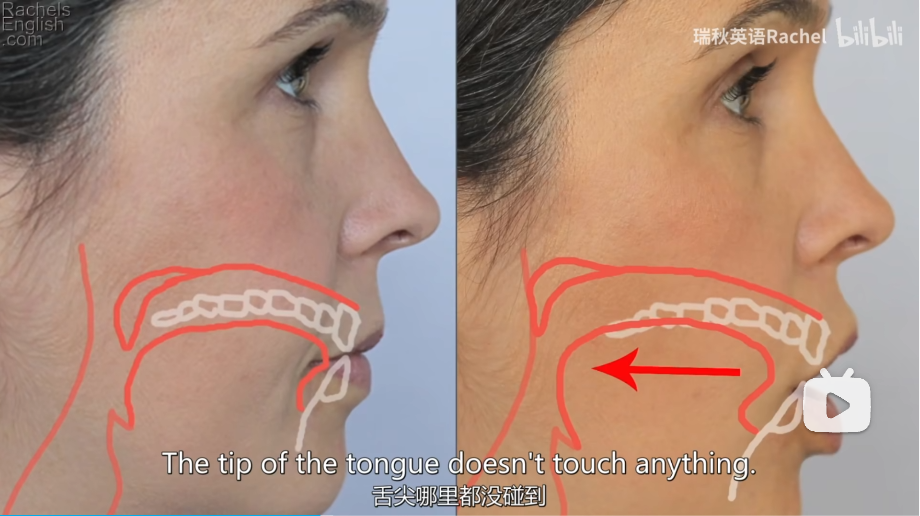 Rachels
English
.com
瑞秋英语Rachel bilibili
The tip of the tongue doesn't touch anything.
舌尖哪里都没碰到